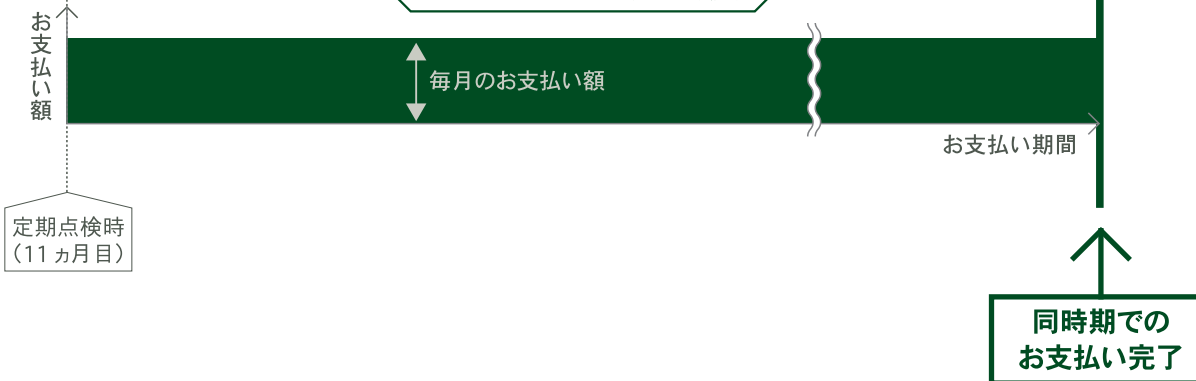 お支払い額
毎月のお支払い額
お支払い期間
定期点検時
（11ヵ月目）
同時期での
お支払い完了